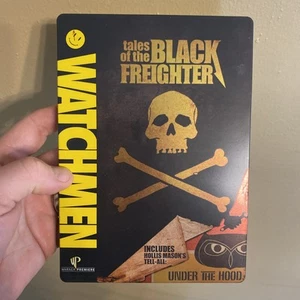 WATCHMEN
tales of the BLACK
FREIGHTER
INCLUDES
HOLLIS MASON'S
TELL-ALL:
UNDER THE HOOD